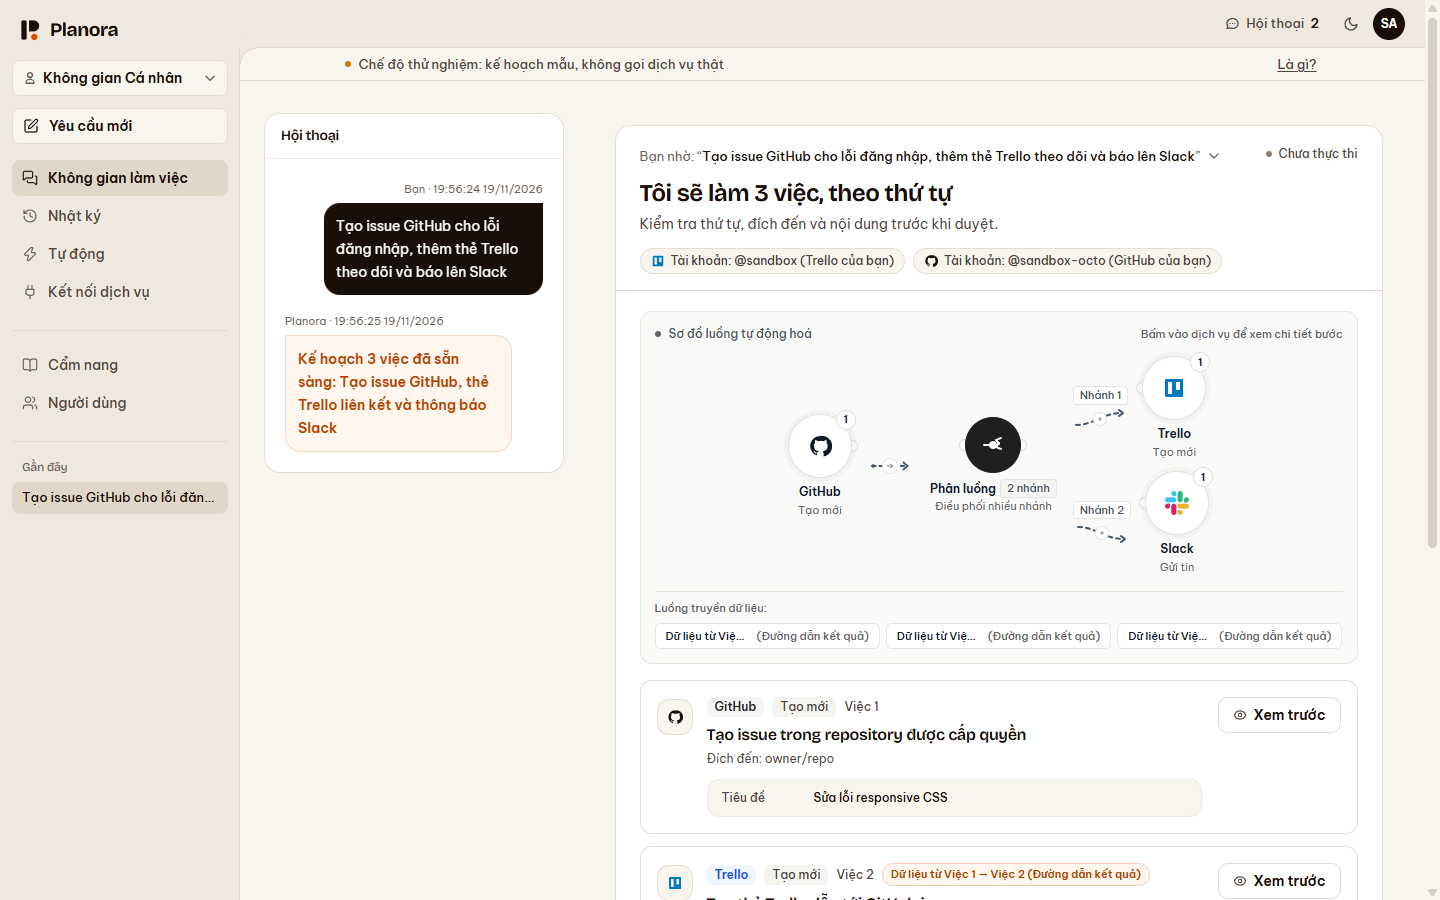 Planora
Hội thoại 2
SA
Không gian Cá nhân
Yêu cầu mới
Không gian làm việc
Nhật ký
Tự động
Kết nối dịch vụ
Cẩm nang
Người dùng
Gần đây
Tạo issue GitHub cho lỗi đăn...
Chế độ thử nghiệm: kế hoạch mẫu, không gọi dịch vụ thật
Là gì?
Hội thoại
Bạn · 19:56:24 19/11/2026
Tạo issue GitHub cho lỗi
đăng nhập, thêm thẻ Trello
theo dõi và báo lên Slack
Planora · 19:56:25 19/11/2026
Kế hoạch 3 việc đã sẵn
sàng: Tạo issue GitHub, thẻ
Trello liên kết và thông báo
Slack
Bạn nhờ: “Tạo issue GitHub cho lỗi đăng nhập, thêm thẻ Trello theo dõi và báo lên Slack”
Chưa thực thi
Tôi sẽ làm 3 việc, theo thứ tự
Kiểm tra thứ tự, đích đến và nội dung trước khi duyệt.
Tài khoản: @sandbox (Trello của bạn)
Tài khoản: @sandbox-octo (GitHub của bạn)
Sơ đồ luồng tự động hoá
Bấm vào dịch vụ để xem chi tiết bước
1
GitHub
Tạo mới
Phân luồng 2 nhánh
Điều phối nhiều nhánh
Nhánh 1
1
Trello
Tạo mới
Nhánh 2
1
Slack
Gửi tin
Luồng truyền dữ liệu:
Dữ liệu từ Việ... (Đường dẫn kết quả)
Dữ liệu từ Việ... (Đường dẫn kết quả)
Dữ liệu từ Việ... (Đường dẫn kết quả)
GitHub Tạo mới Việc 1
Xem trước
Tạo issue trong repository được cấp quyền
Đích đến: owner/repo
Tiêu đề Sửa lỗi responsive CSS
Trello Tạo mới Việc 2 Dữ liệu từ Việc 1 → Việc 2 (Đường dẫn kết quả)
Xem trước